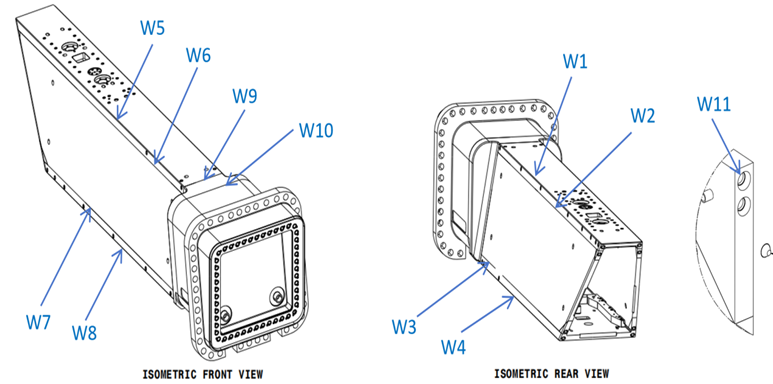 W5
W6
W9
W10
W7
W8
ISOMETRIC FRONT VIEW
W1
W2
W3
W4
ISOMETRIC REAR VIEW
W11